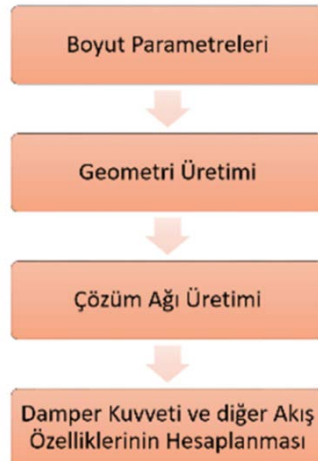 Boyut Parametreleri
Geometri Üretimi
Çözüm Ağı Üretimi
Damper Kuvveti ve diğer Akış
Özelliklerinin Hesaplanması